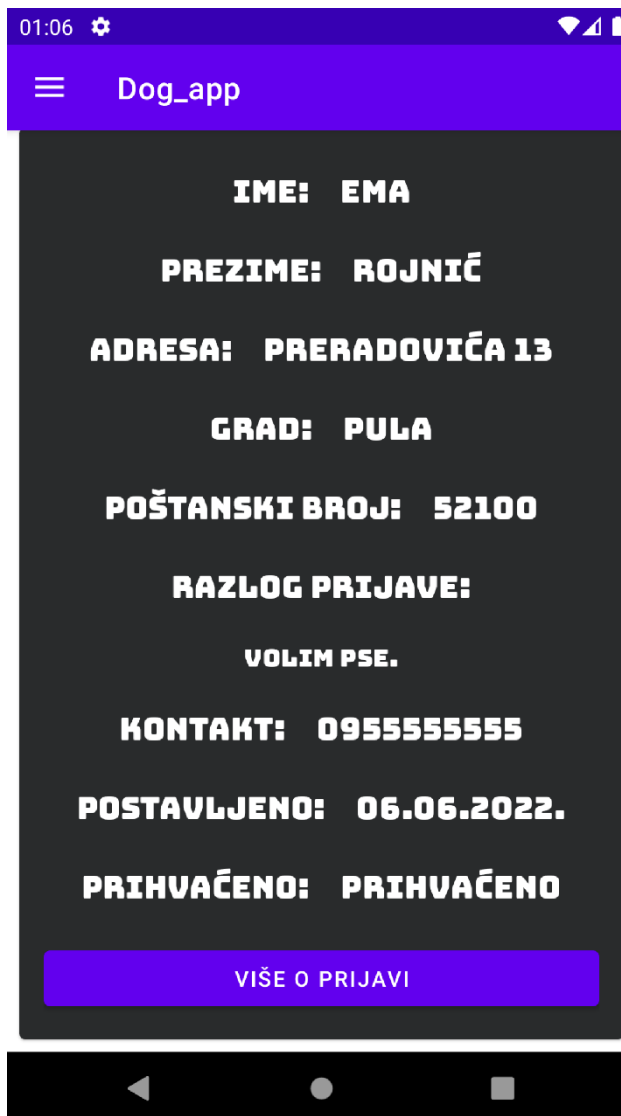 01:06
Dog_app
IME: EMA
PREZIME: ROJNIĆ
ADRESA: PRERADOVIĆA 13
GRAD: PULA
POŠTANSKI BROJ: 52100
RAZLOG PRIJAVE:
VOLIM PSE.
KONTAKT: 0955555555
POSTAVLJENO: 06.06.2022.
PRIHVAĆENO: PRIHVAĆENO
VIŠE O PRIJAVI